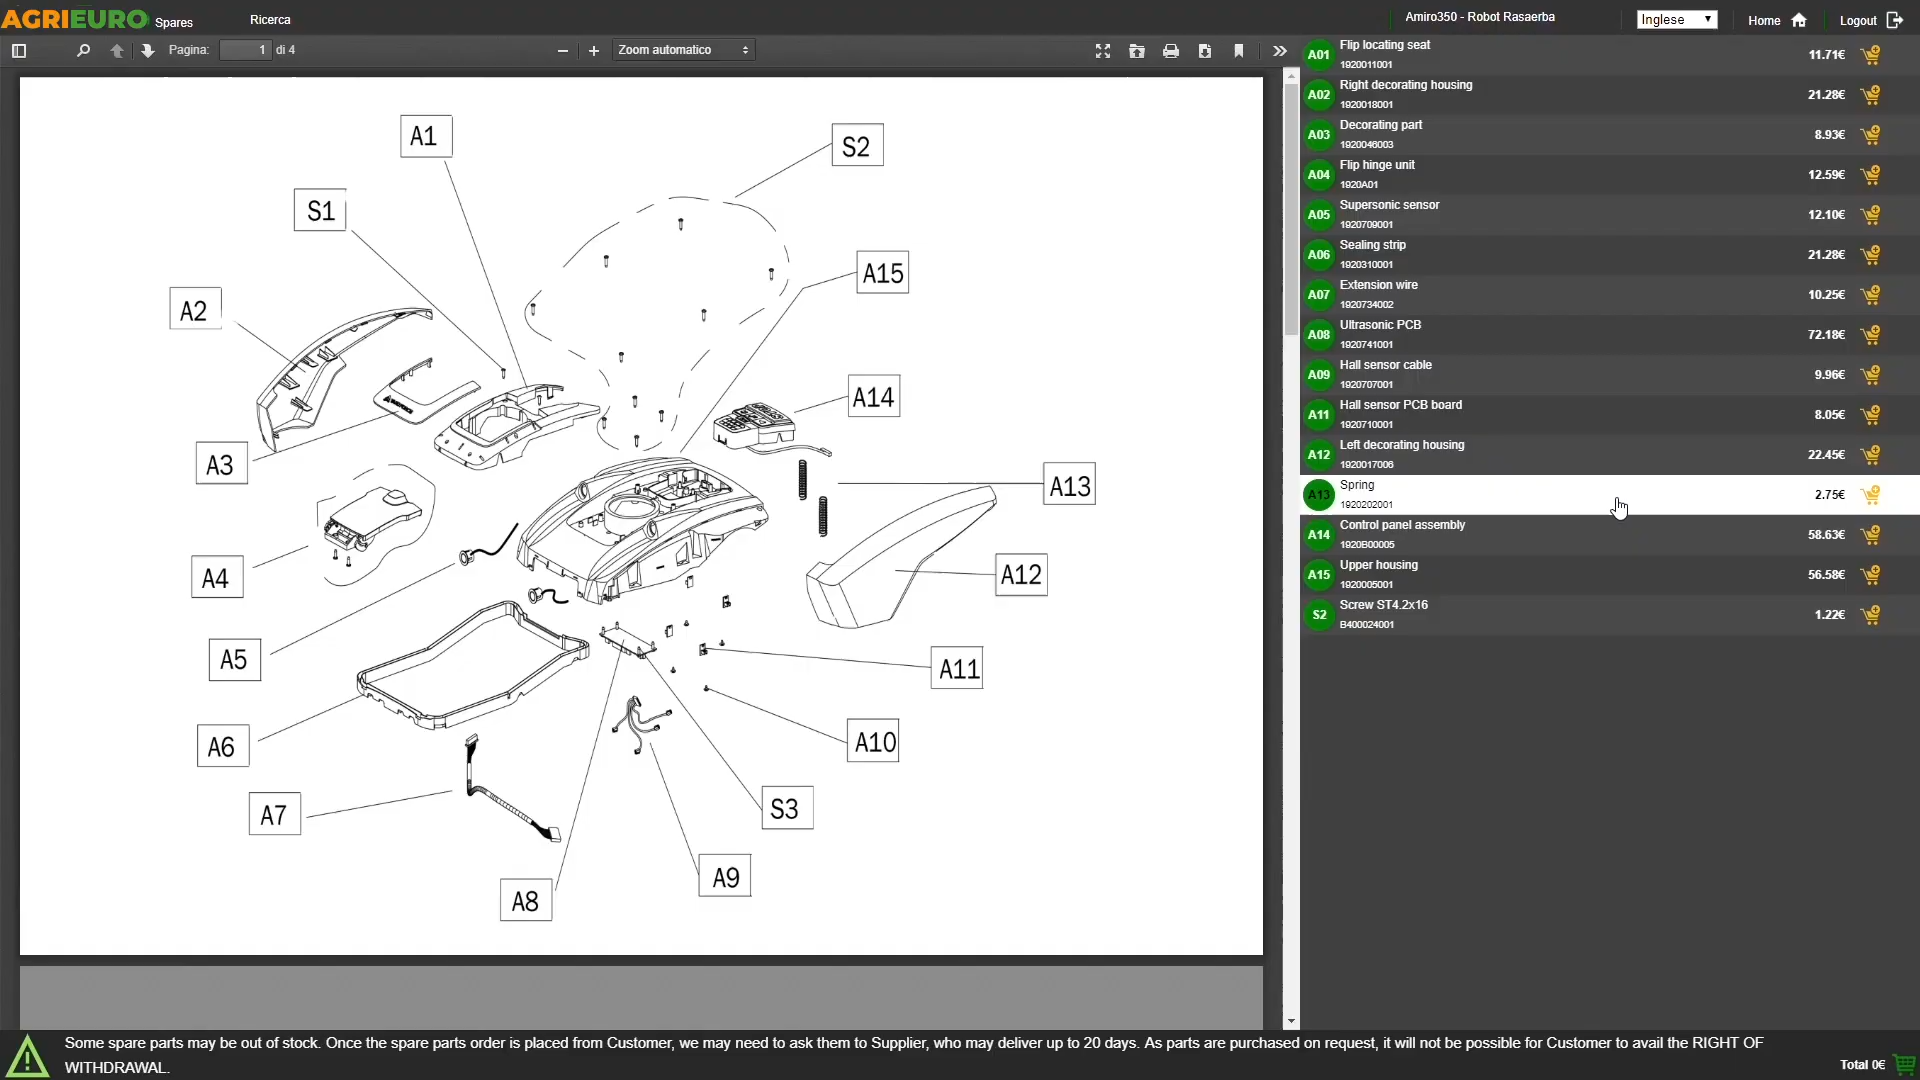 AGRIEURO Spares
Ricerca
Amiro350 - Robot Rasaerba
Inglese
Home
Logout
Pagina: 1 di 4
Zoom automatico
A1
S2
S1
A15
A2
A14
A3
A13
A4
A12
A5
A11
A6
A10
A7
S3
A9
A8
A01 Flip locating seat 11.71€
1920011001
A02 Right decorating housing 21.28€
1920018001
A03 Decorating part 8.93€
1920046003
A04 Flip hinge unit 12.59€
1920A01
A05 Supersonic sensor 12.10€
1920709001
A06 Sealing strip 21.28€
1920310001
A07 Extension wire 10.25€
1920734002
A08 Ultrasonic PCB 72.18€
1920741001
A09 Hall sensor cable 9.96€
1920707001
A11 Hall sensor PCB board 8.05€
1920710001
A12 Left decorating housing 22.45€
1920017006
A13 Spring 2.75€
1920202001
A14 Control panel assembly 58.63€
1920B00005
A15 Upper housing 56.58€
1920005001
S2 Screw ST4.2x16 1.22€
B400024001
Some spare parts may be out of stock. Once the spare parts order is placed from Customer, we may need to ask them to Supplier, who may deliver up to 20 days. As parts are purchased on request, it will not be possible for Customer to avail the RIGHT OF
WITHDRAWAL.
Total 0€